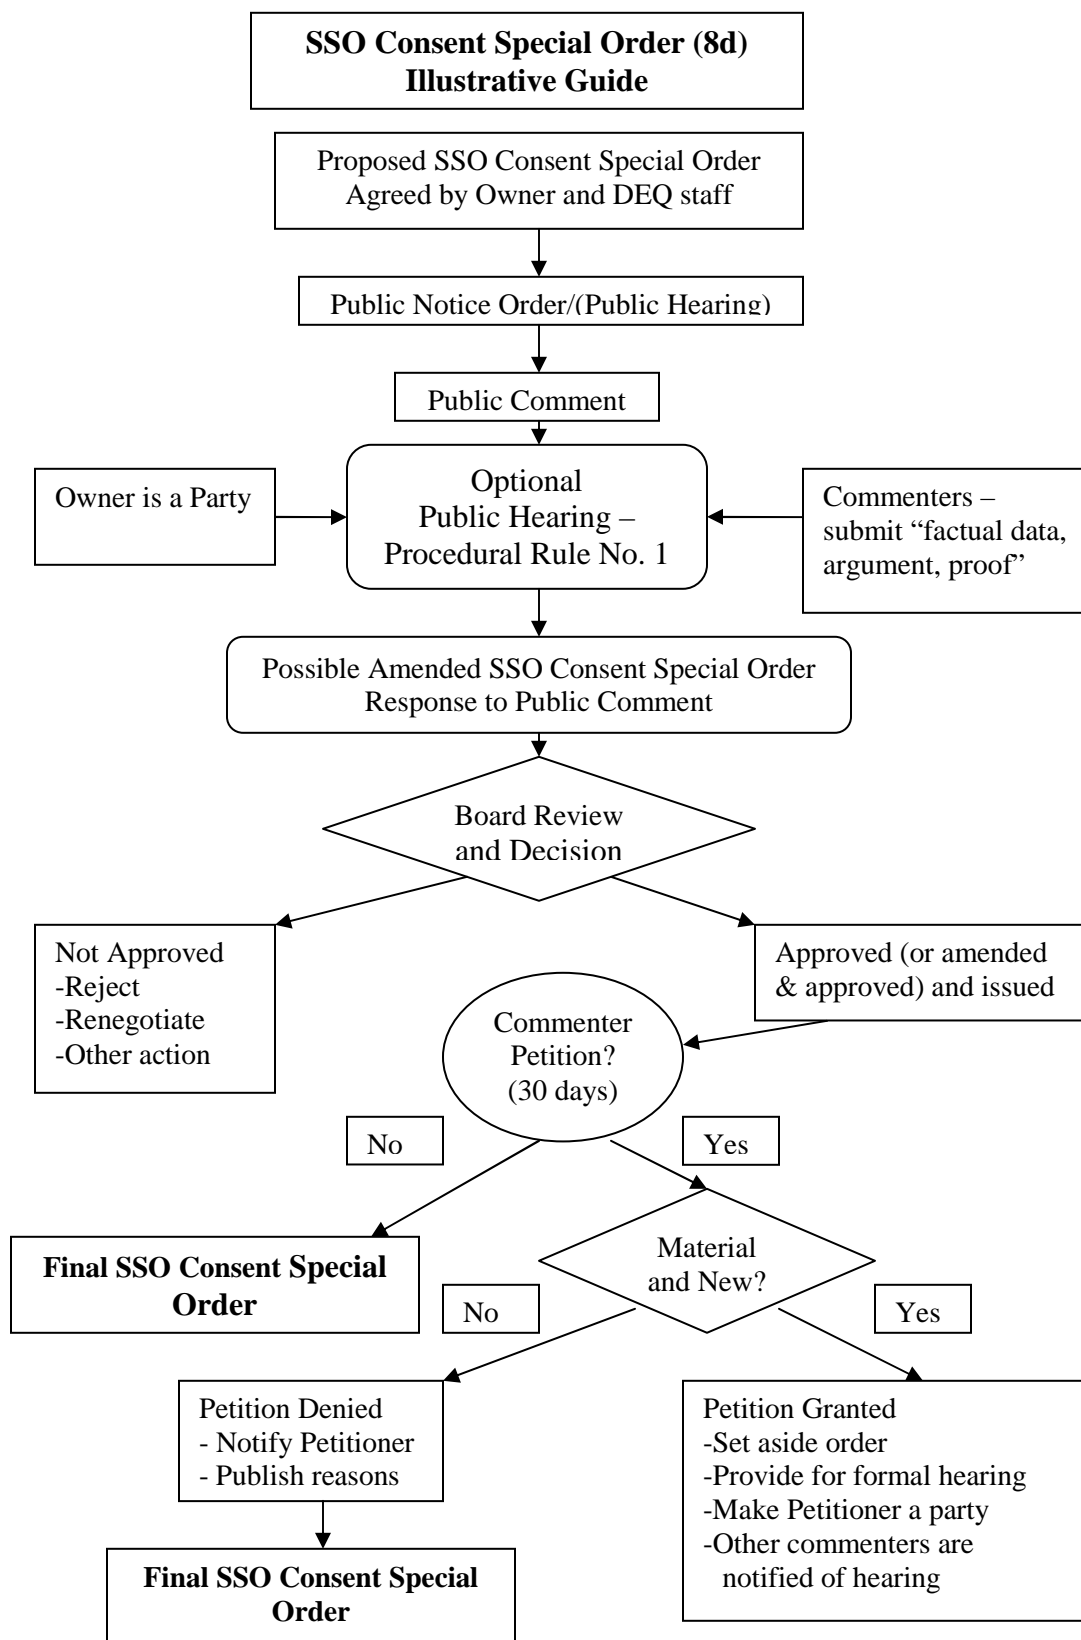 SSO Consent Special Order (8d)
Illustrative Guide
Proposed SSO Consent Special Order
Agreed by Owner and DEQ staff
Public Notice Order/(Public Hearing)
Public Comment
Owner is a Party
Optional
Public Hearing –
Procedural Rule No. 1
Commenters –
submit “factual data,
argument, proof”
Possible Amended SSO Consent Special Order
Response to Public Comment
Board Review
and Decision
Not Approved
-Reject
-Renegotiate
-Other action
Approved (or amended
& approved) and issued
Commenter
Petition?
(30 days)
No
Yes
Final SSO Consent Special
Order
Material
and New?
No
Yes
Petition Denied
- Notify Petitioner
- Publish reasons
Petition Granted
-Set aside order
-Provide for formal hearing
-Make Petitioner a party
-Other commenters are
notified of hearing
Final SSO Consent Special
Order